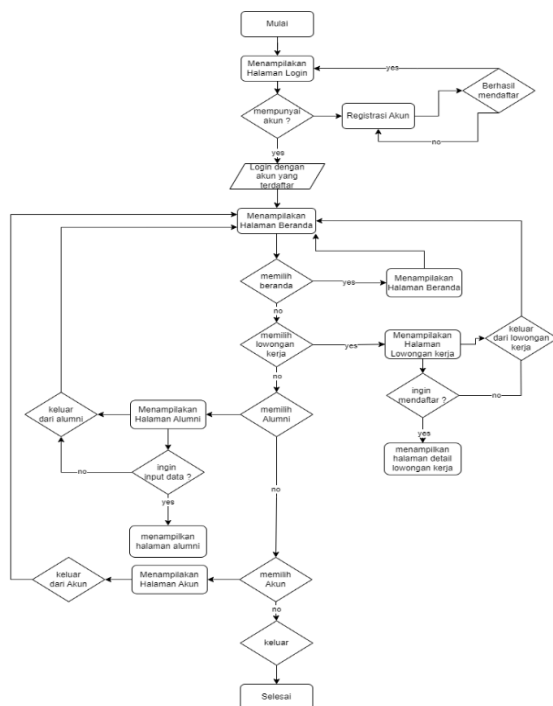 Mulai
Menampilakan
Halaman Login
yes
Berhasil
mendaftar
mempunyai
akun ?
Registrasi Akun
no
yes
Login dengan
akun yang
terdaftar
Menampilakan
Halaman Beranda
memilih
beranda
yes
Menampilakan
Halaman Beranda
no
memilih
lowongan
kerja
yes
Menampilakan
Halaman
Lowongan kerja
keluar
dari lowongan
kerja
no
ingin
mendaftar ?
no
yes
menampilkan
halaman detail
lowongan kerja
keluar
dari alumni
Menampilakan
Halaman Alumni
memilih
Alumni
no
ingin
input data ?
yes
no
menampilkan
halaman alumni
keluar
dari Akun
Menampilakan
Halaman Akun
memilih
Akun
no
keluar
Selesai